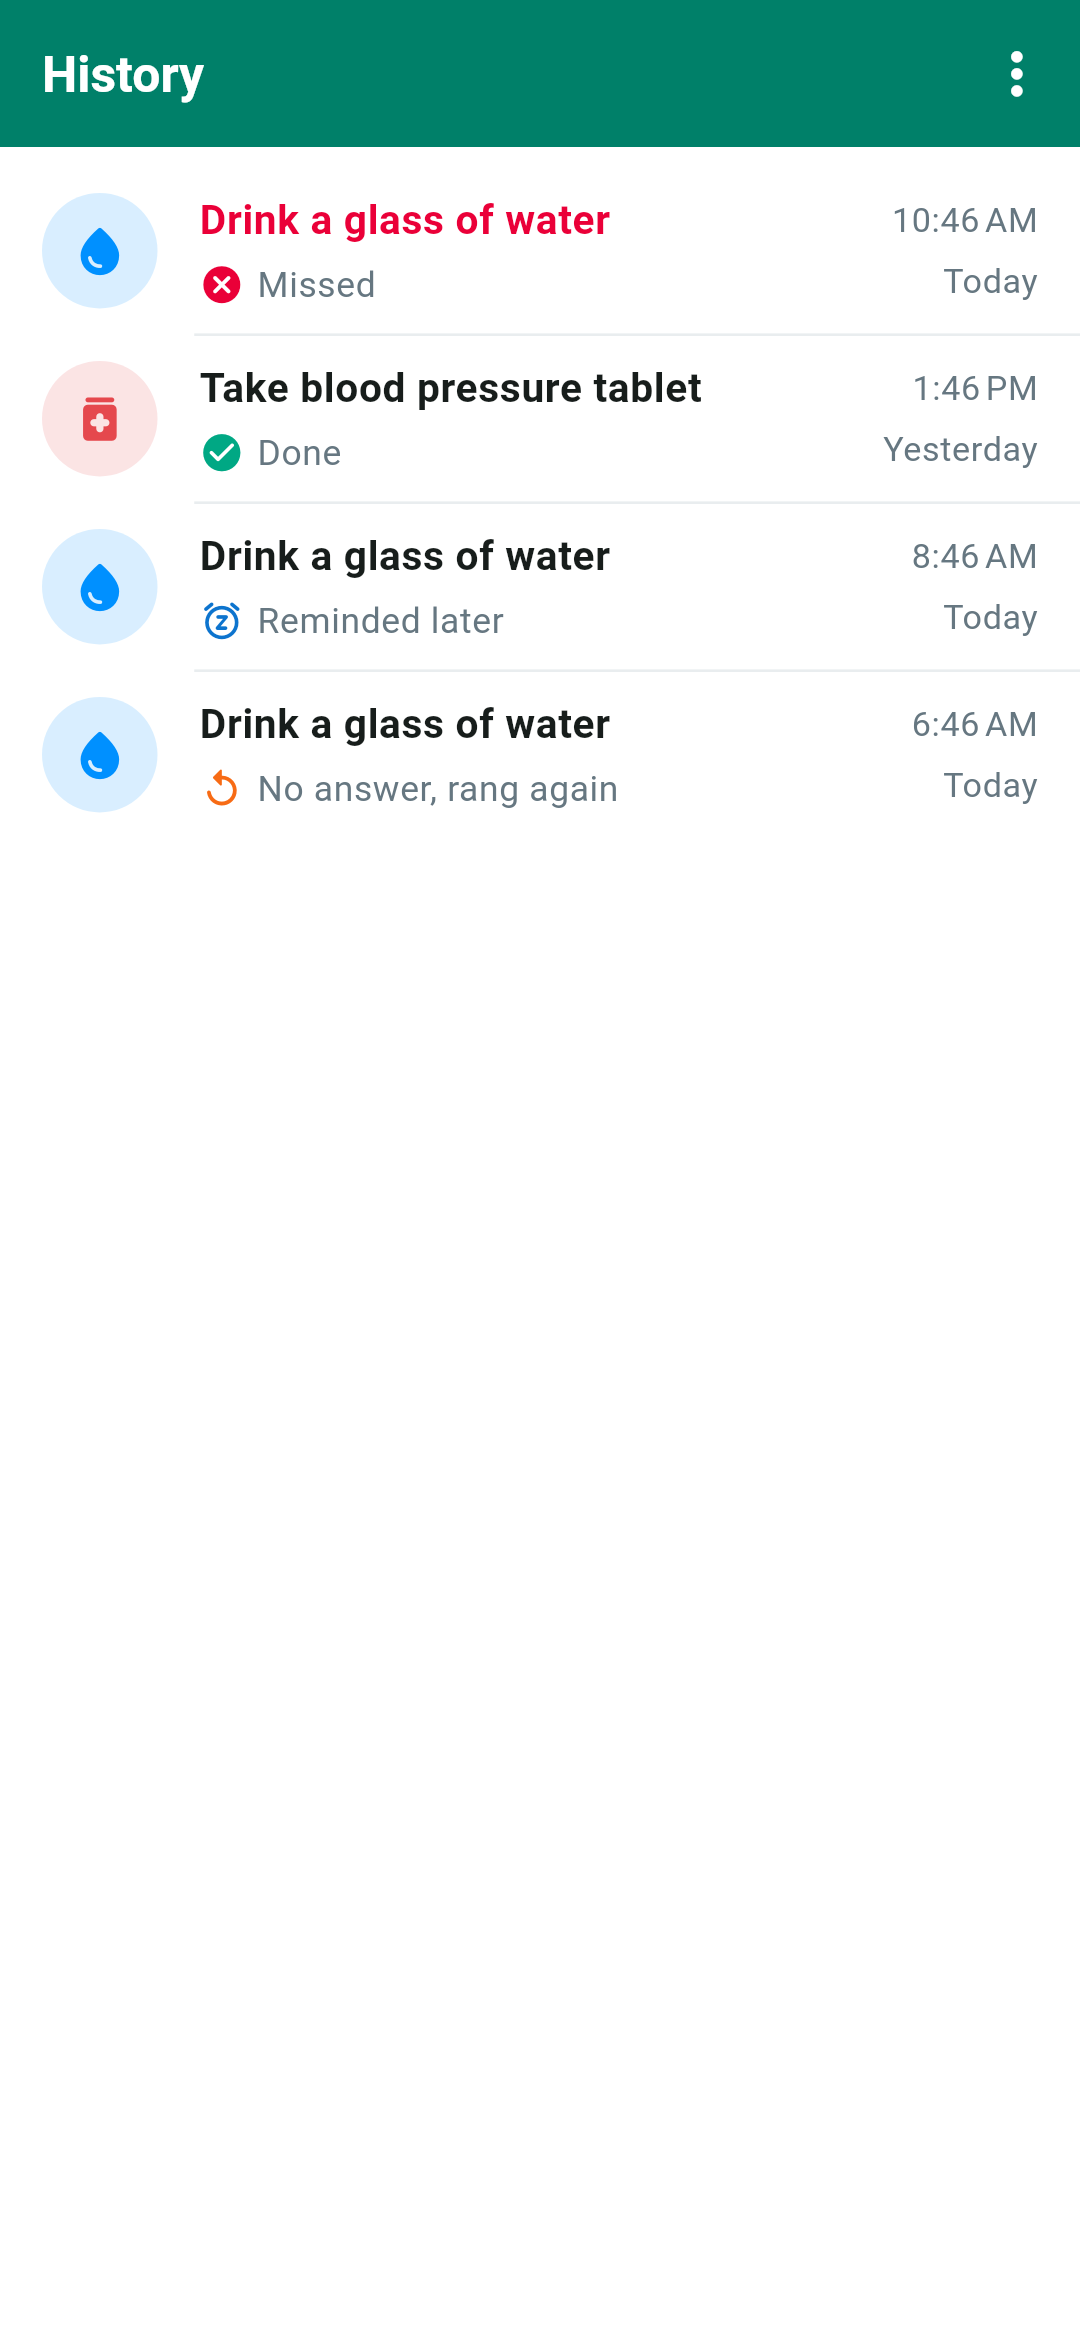 History
Drink a glass of water 10:46 AM
Missed Today
Take blood pressure tablet 1:46 PM
Done Yesterday
Drink a glass of water 8:46 AM
Reminded later Today
Drink a glass of water 6:46 AM
No answer, rang again Today